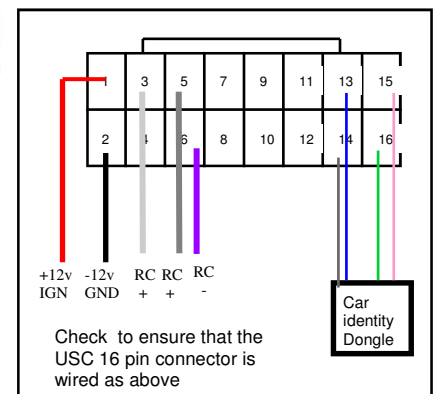 1 3 5 7 9 11 13 15
2 4 6 8 10 12 14 16
+12v -12v RC RC RC
IGN GND + + -
Car
identity
Dongle
Check to ensure that the
USC 16 pin connector is
wired as above